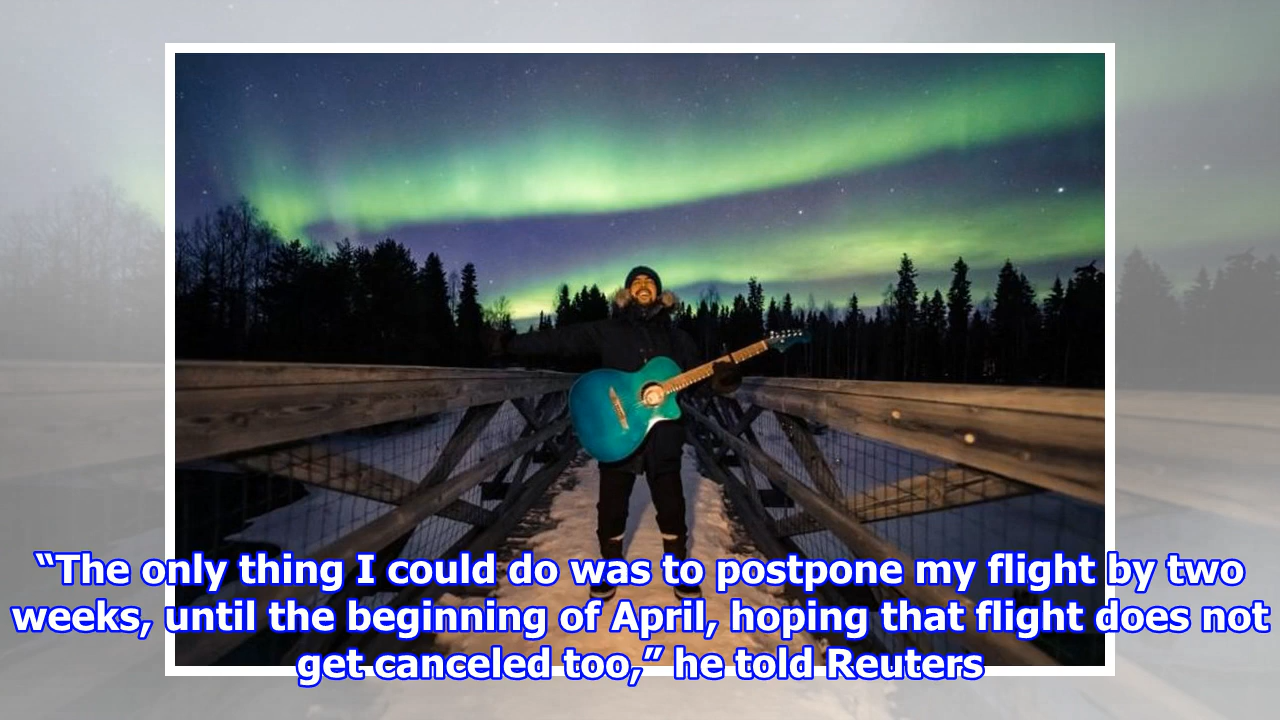 “The only thing I could do was to postpone my flight by two
weeks, until the beginning of April, hoping that flight does not
get canceled too,” he told Reuters